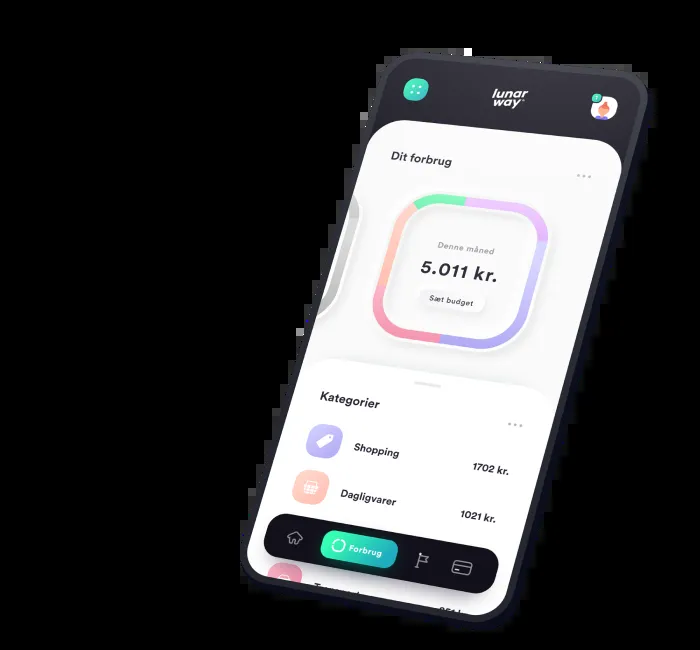 lunar
way
Dit forbrug
Denne måned
5.011 kr.
Sæt budget
Kategorier
Shopping
1702 kr.
Dagligvarer
1021 kr.
Forbrug